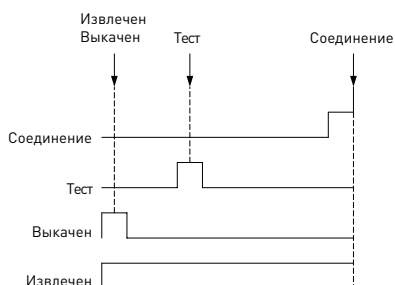 Извлечен
Выкачен
Тест
Соединение
Соединение
Тест
Выкачен
Извлечен